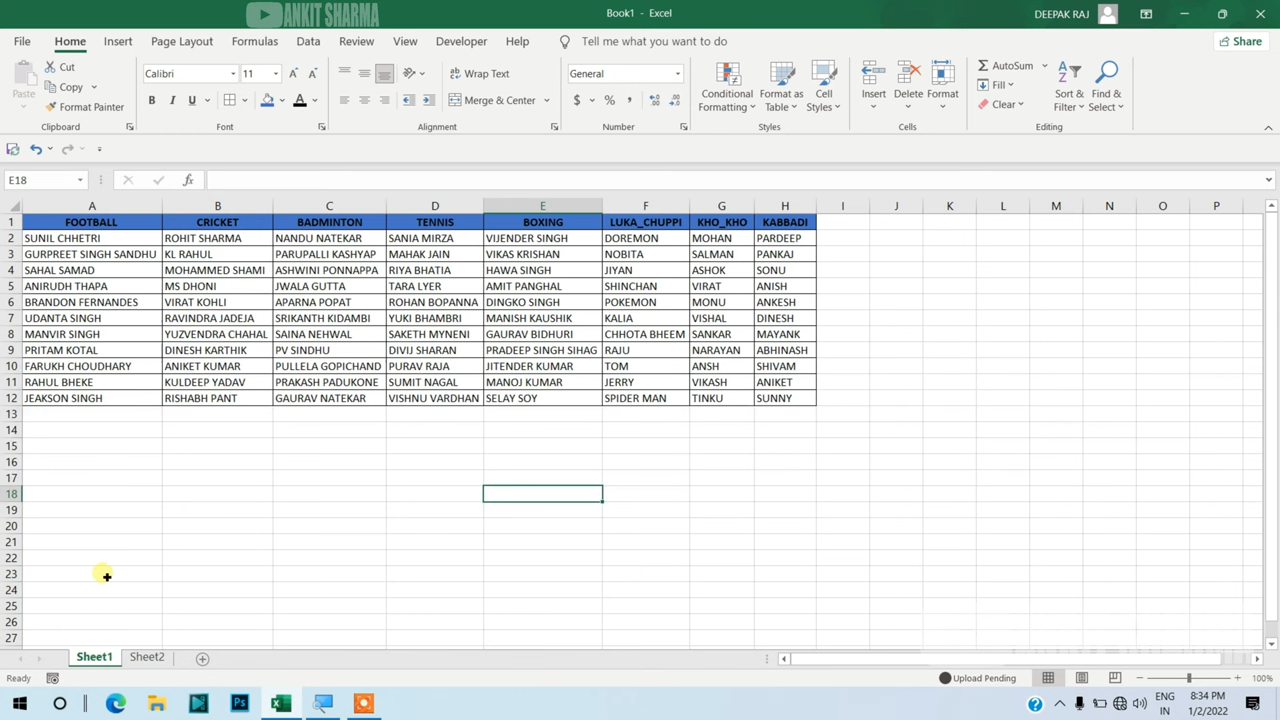 ANKIT SHARMA
Book1 - Excel
DEEPAK RAJ
File Home Insert Page Layout Formulas Data Review View Developer Help Tell me what you want to do Share
Paste Cut Copy Format Painter
Calibri 11
B I U A
Wrap Text
Merge & Center
General
$ % ,
Conditional Formatting Format as Table Cell Styles
Insert Delete Format
AutoSum Fill Clear
Sort & Filter Find & Select
Clipboard Font Alignment Number Styles Cells Editing
E18 fx
A B C D E F G H I J K L M N O P
1 FOOTBALL CRICKET BADMINTON TENNIS BOXING LUKA_CHUPPI KHO_KHO KABBADI
2 SUNIL CHHETRI ROHIT SHARMA NANDU NATEKAR SANIA MIRZA VIJENDER SINGH DOREMON MOHAN PARDEEP
3 GURPREET SINGH SANDHU KL RAHUL PARUPALLI KASHYAP MAHAK JAIN VIKAS KRISHAN NOBITA SALMAN PANKAJ
4 SAHAL SAMAD MOHAMMED SHAMI ASHWINI PONNAPPA RIYA BHATIA HAWA SINGH JIYAN ASHOK SONU
5 ANIRUDH THAPA MS DHONI JWALA GUTTA TARA LYER AMIT PANGHAL SHINCHAN VIRAT ANISH
6 BRANDON FERNANDES VIRAT KOHLI APARNA POPAT ROHAN BOPANNA DINGKO SINGH POKEMON MONU ANKESH
7 UDANTA SINGH RAVINDRA JADEJA SRIKANTH KIDAMBI YUKI BHAMBRI MANISH KAUSHIK KALIA VISHAL DINESH
8 MANVIR SINGH YUZVENDRA CHAHAL SAINA NEHWAL SAKETH MYNENI GAURAV BIDHURI CHHOTA BHEEM SANKAR MAYANK
9 PRITAM KOTAL DINESH KARTHIK PV SINDHU DIVIJ SHARAN PRADEEP SINGH SIHAG RAJU NARAYAN ABHINASH
10 FARUKH CHOUDHARY ANIKET KUMAR PULLELA GOPICHAND PURAV RAJA JITENDER KUMAR TOM ANSH SHIVAM
11 RAHUL BHEKE KULDEEP YADAV PRAKASH PADUKONE SUMIT NAGAL MANOJ KUMAR JERRY VIKASH ANIKET
12 JEAKSON SINGH RISHABH PANT GAURAV NATEKAR VISHNU VARDHAN SELAY SOY SPIDER MAN TINKU SUNNY
13
14
15
16
17
18
19
20
21
22
23
24
25
26
27
Sheet1 Sheet2
Ready Upload Pending 100%
Ps ENG 8:34 PM
IN 1/2/2022